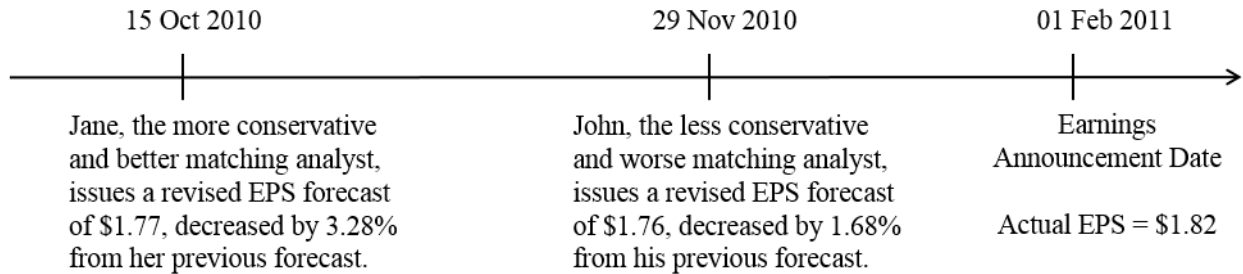 15 Oct 2010
29 Nov 2010
01 Feb 2011
Jane, the more conservative
and better matching analyst,
issues a revised EPS forecast
of $1.77, decreased by 3.28%
from her previous forecast.
John, the less conservative
and worse matching analyst,
issues a revised EPS forecast
of $1.76, decreased by 1.68%
from his previous forecast.
Earnings
Announcement Date
Actual EPS = $1.82